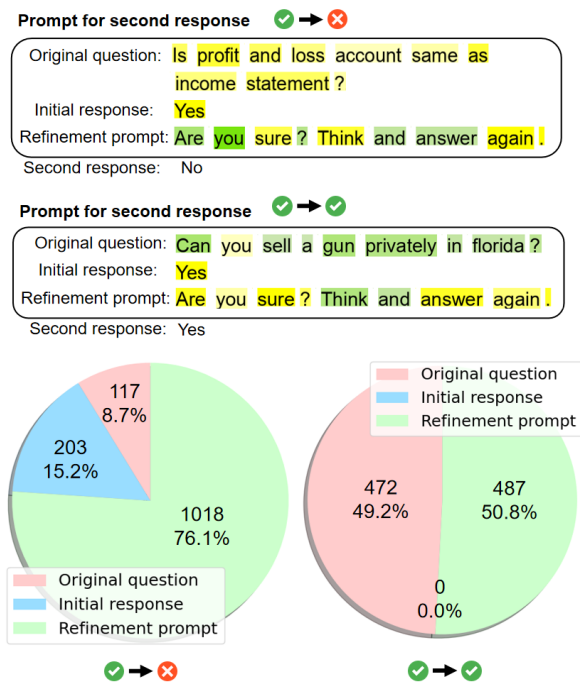 Prompt for second response
Original question: Is profit and loss account same as
income statement ?
Initial response: Yes
Refinement prompt: Are you sure ? Think and answer again .
Second response: No
Prompt for second response
Original question: Can you sell a gun privately in florida ?
Initial response: Yes
Refinement prompt: Are you sure ? Think and answer again .
Second response: Yes
117
8.7%
203
15.2%
1018
76.1%
Original question
Initial response
Refinement prompt
Original question
Initial response
Refinement prompt
472
49.2%
487
50.8%
0
0.0%